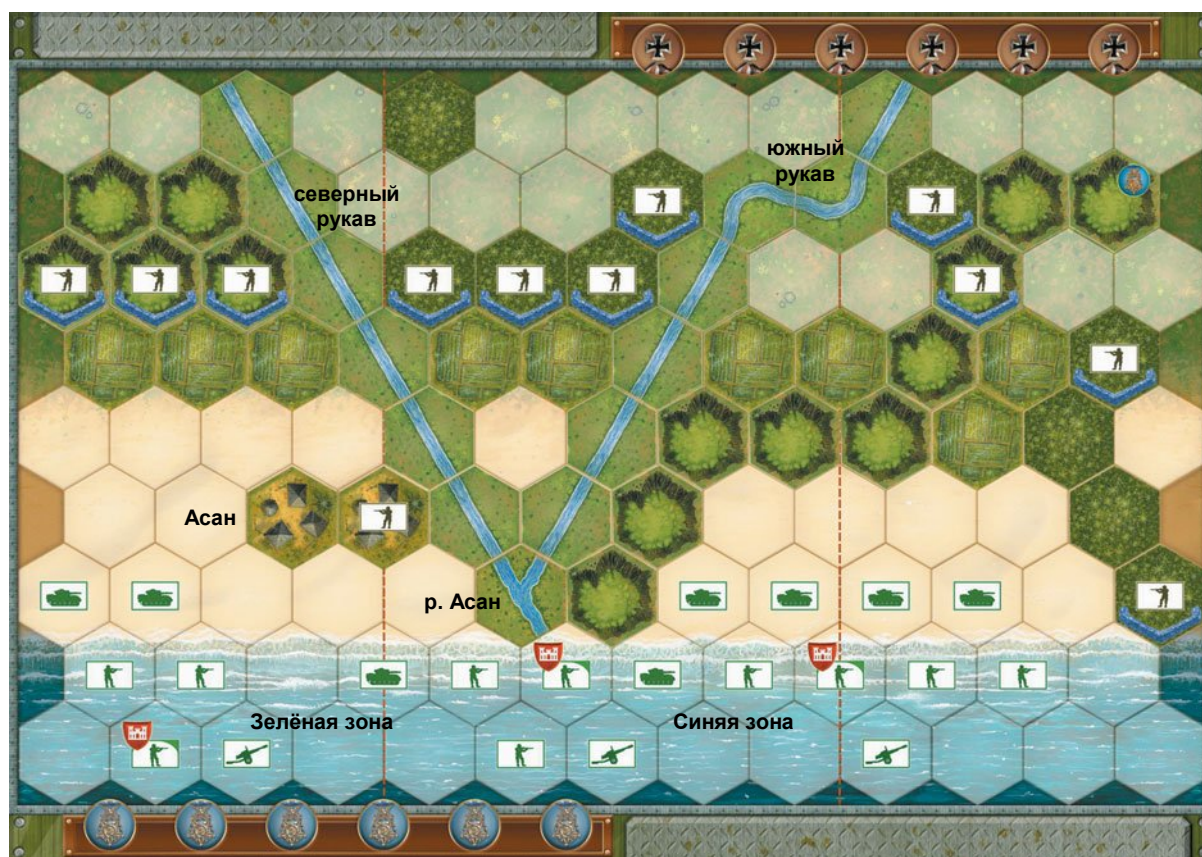 южный
рукав
северный
рукав
Асан
р. Асан
Зелёная зона
Синяя зона